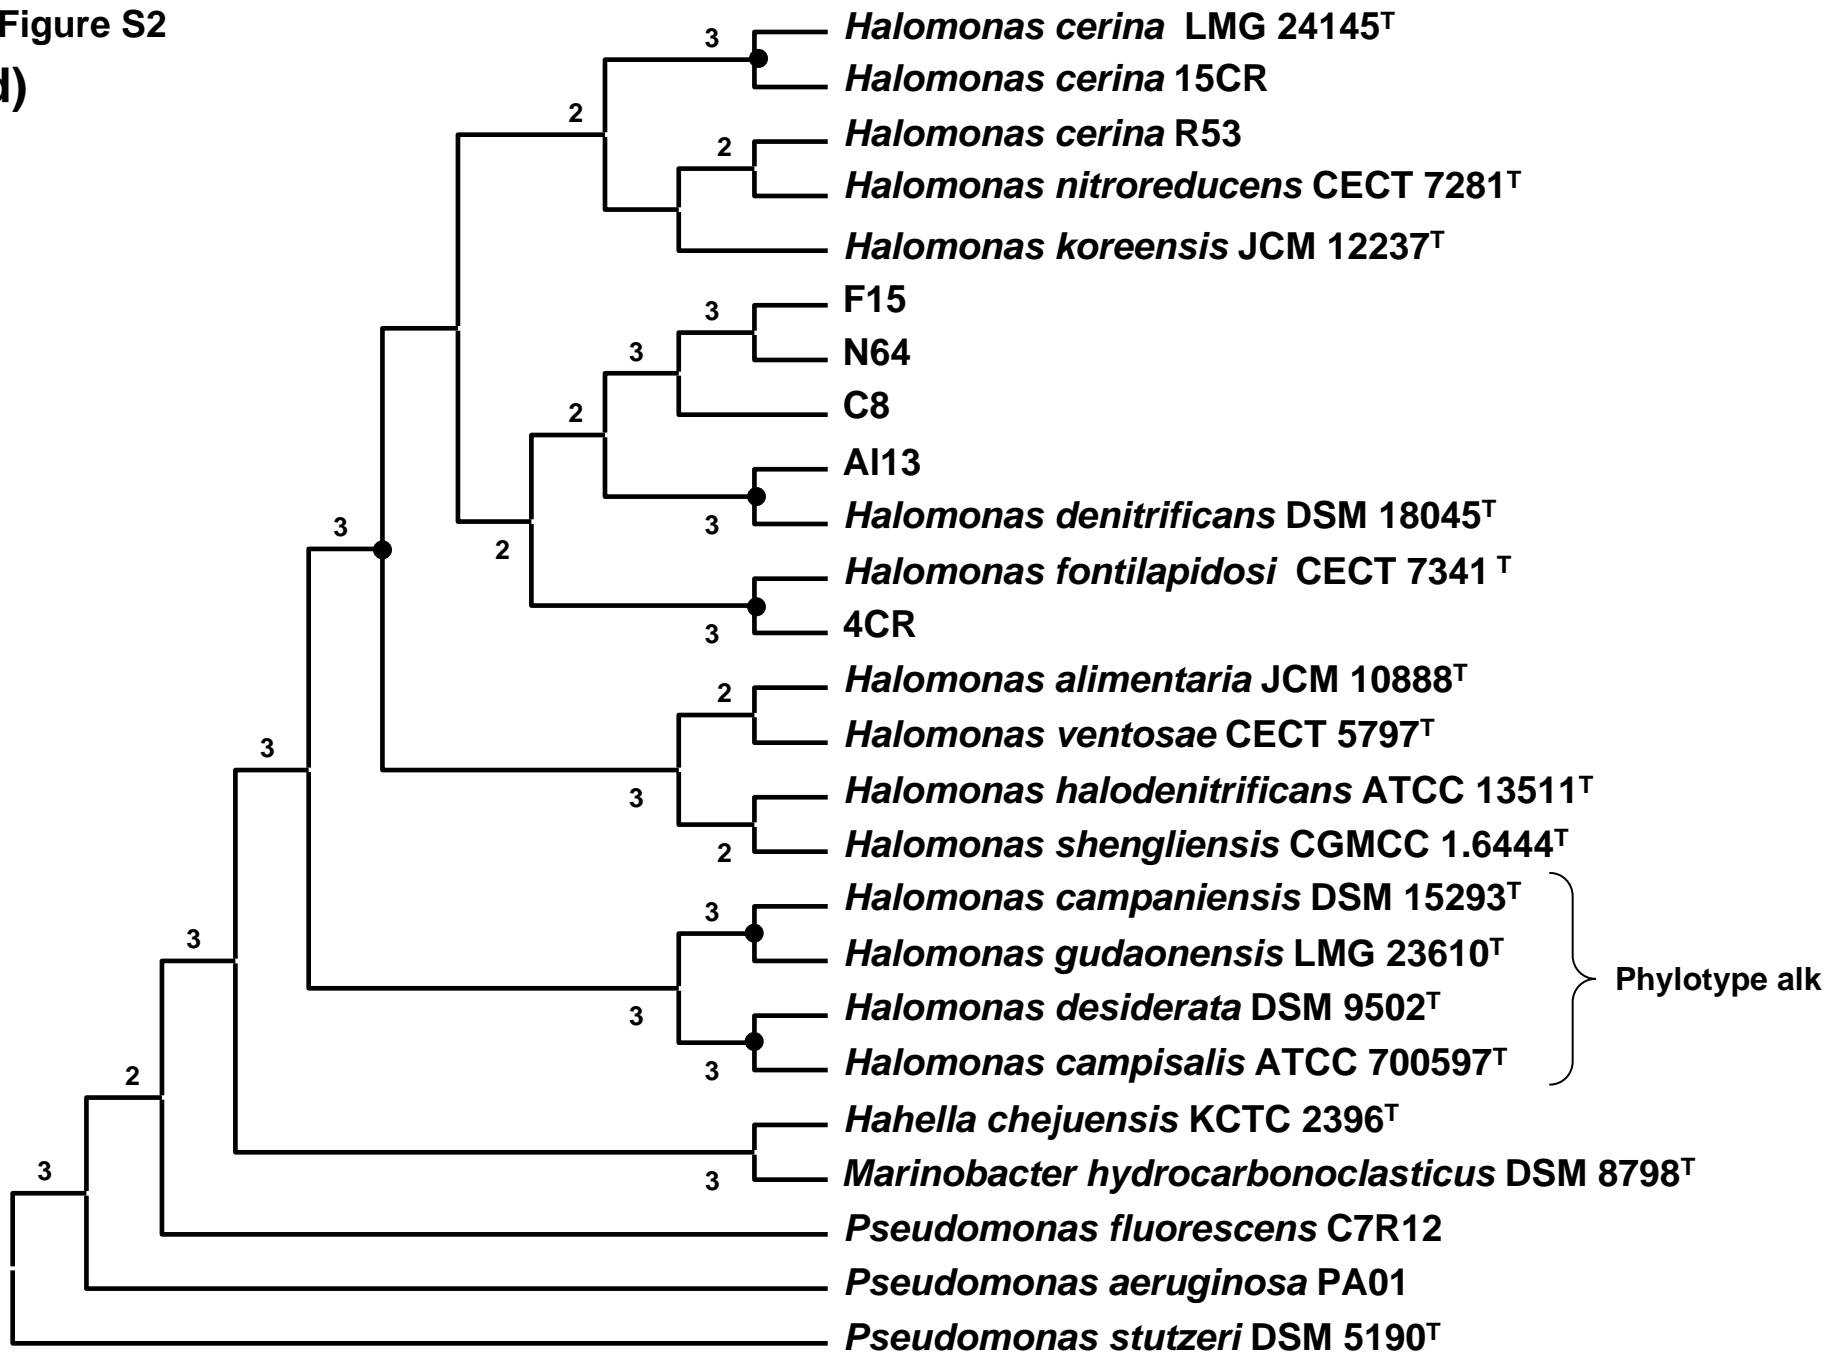 Figure S2
d)
3
Halomonas cerina LMG 24145ᵀ
Halomonas cerina 15CR
2
Halomonas cerina R53
2
Halomonas nitroreducens CECT 7281ᵀ
Halomonas koreensis JCM 12237ᵀ
F15
3
N64
3
C8
2
AI13
Halomonas denitrificans DSM 18045ᵀ
3
3
2
Halomonas fontilapidosi CECT 7341 ᵀ
4CR
3
Halomonas alimentaria JCM 10888ᵀ
2
Halomonas ventosae CECT 5797ᵀ
3
Halomonas halodenitrificans ATCC 13511ᵀ
3
Halomonas shengliensis CGMCC 1.6444ᵀ
2
Halomonas campaniensis DSM 15293ᵀ
3
3
Halomonas gudaonensis LMG 23610ᵀ
Phylotype alk
Halomonas desiderata DSM 9502ᵀ
3
Halomonas campisalis ATCC 700597ᵀ
3
2
Hahella chejuensis KCTC 2396ᵀ
Marinobacter hydrocarbonoclasticus DSM 8798ᵀ
3
3
Pseudomonas fluorescens C7R12
Pseudomonas aeruginosa PA01
Pseudomonas stutzeri DSM 5190ᵀ